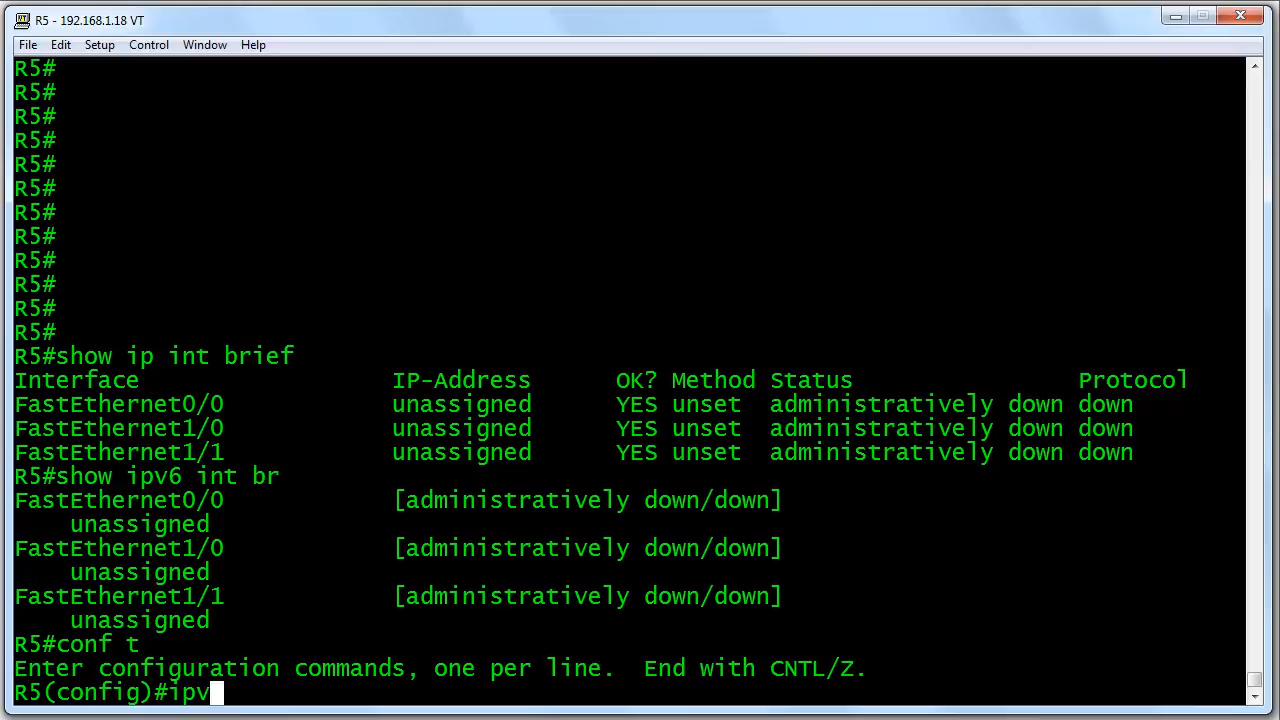 R5 - 192.168.1.18 VT
File Edit Setup Control Window Help
R5#
R5#
R5#
R5#
R5#
R5#
R5#
R5#
R5#
R5#
R5#
R5#
R5#show ip int brief
Interface IP-Address OK? Method Status Protocol
FastEthernet0/0 unassigned YES unset administratively down down
FastEthernet1/0 unassigned YES unset administratively down down
FastEthernet1/1 unassigned YES unset administratively down down
R5#show ipv6 int br
FastEthernet0/0 [administratively down/down]
unassigned
FastEthernet1/0 [administratively down/down]
unassigned
FastEthernet1/1 [administratively down/down]
unassigned
R5#conf t
Enter configuration commands, one per line. End with CNTL/Z.
R5(config)#ipv